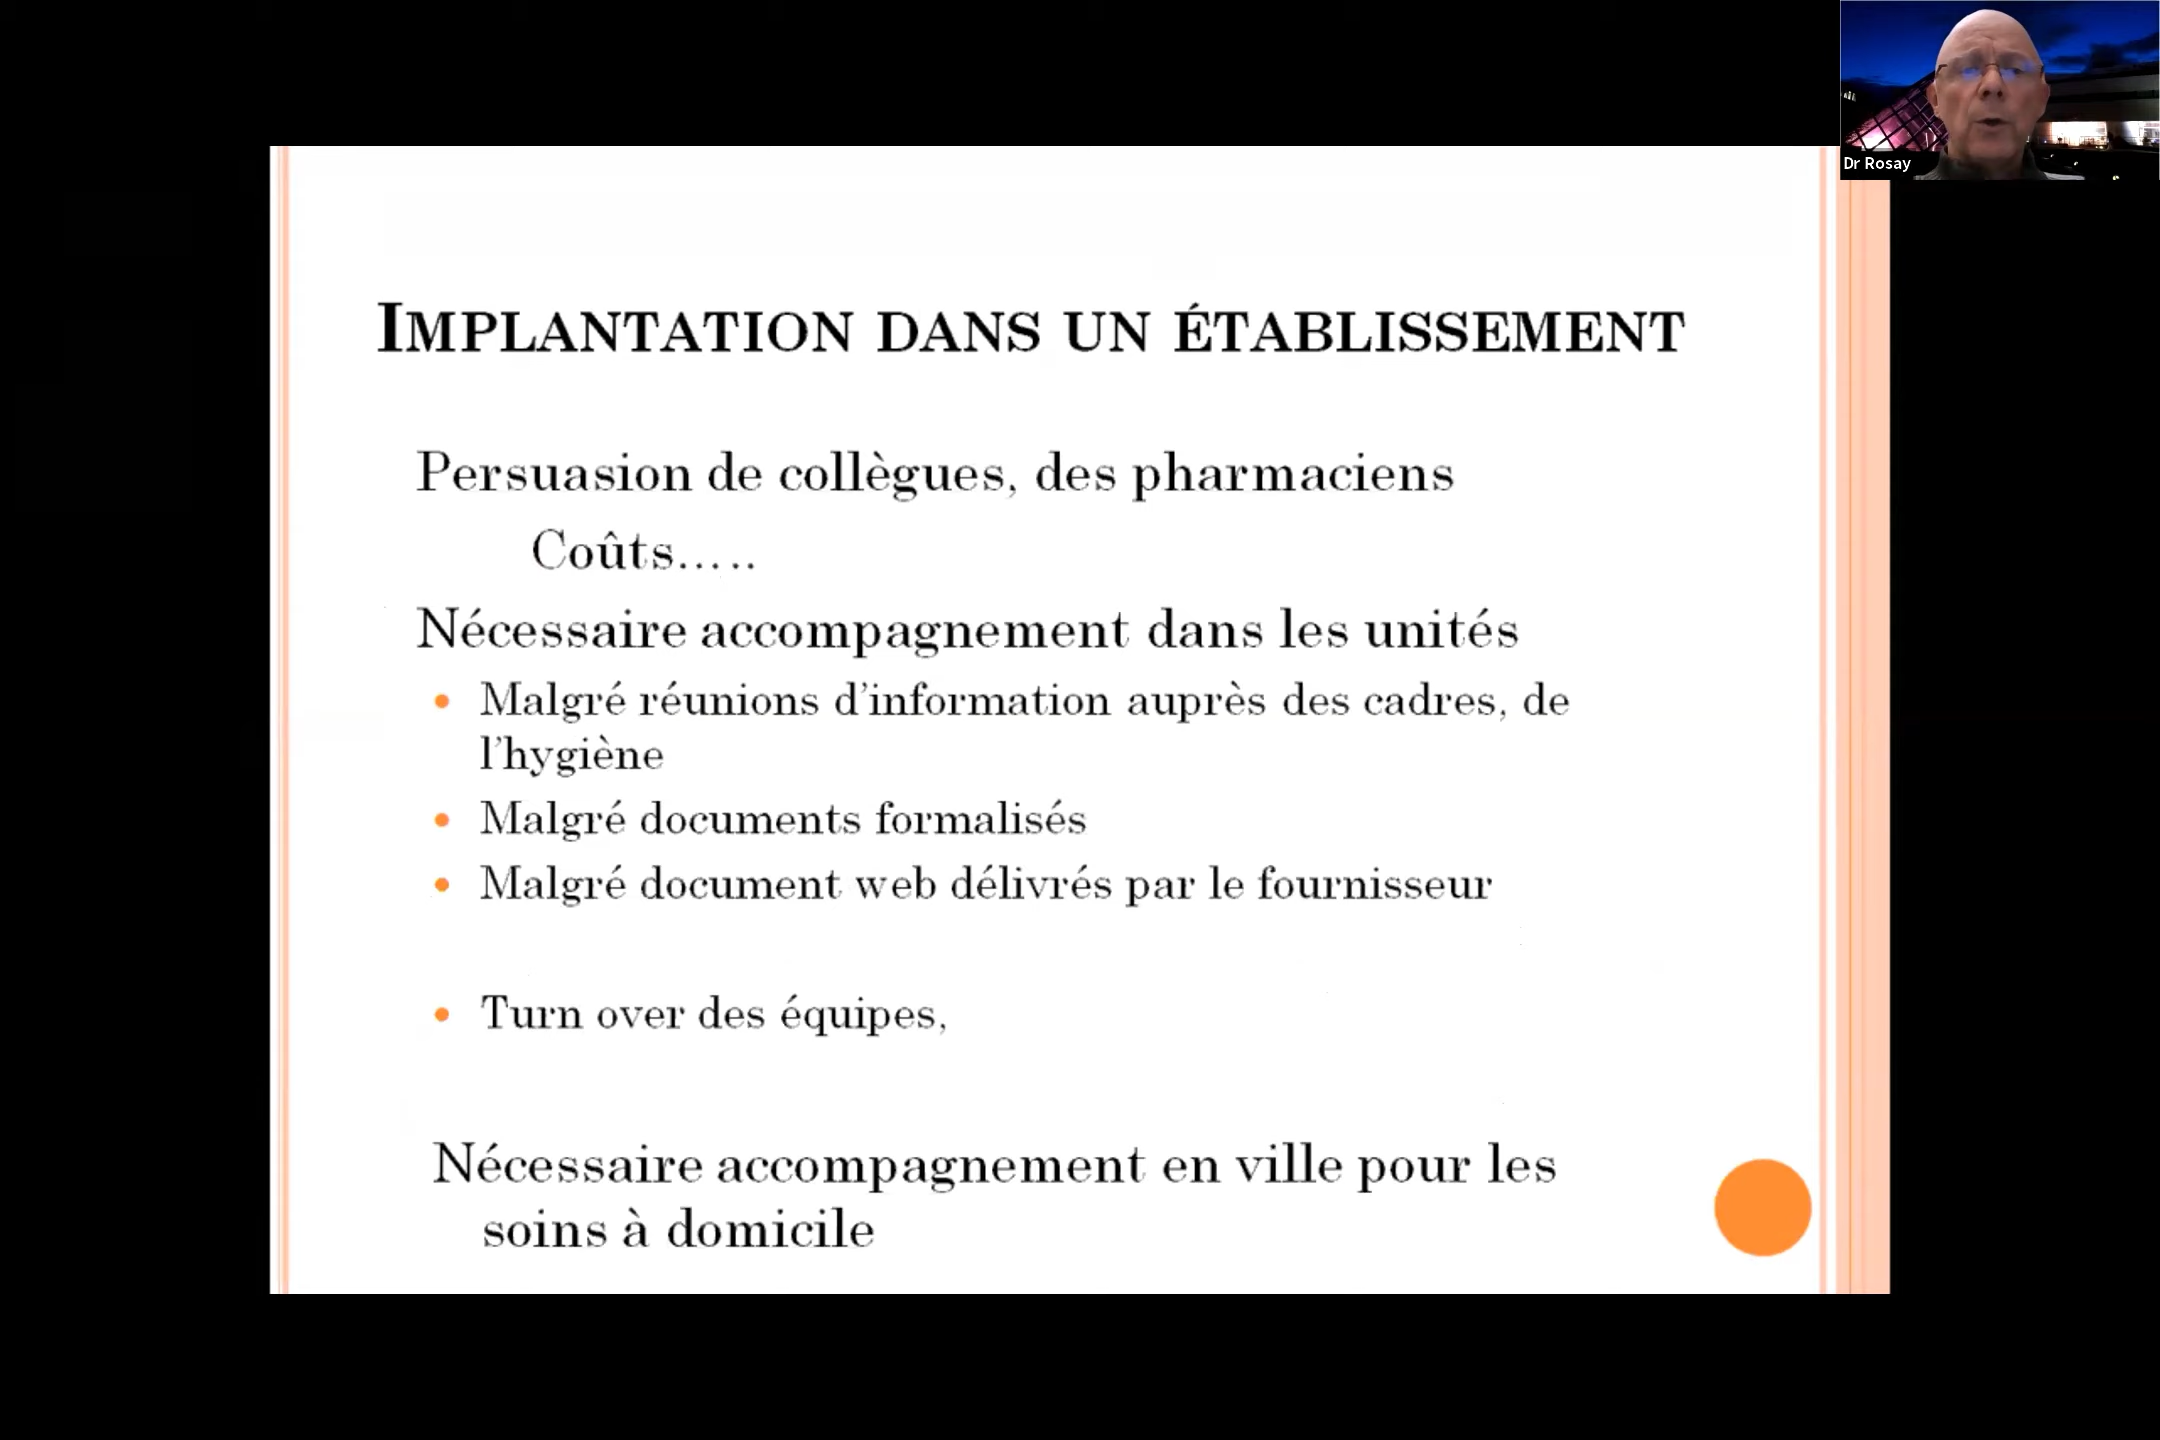 Dr Rosay
IMPLANTATION DANS UN ÉTABLISSEMENT
Persuasion de collègues, des pharmaciens
Coûts.....
Nécessaire accompagnement dans les unités
• Malgré réunions d'information auprès des cadres, de
l'hygiène
• Malgré documents formalisés
• Malgré document web délivrés par le fournisseur
• Turn over des équipes,
Nécessaire accompagnement en ville pour les
soins à domicile